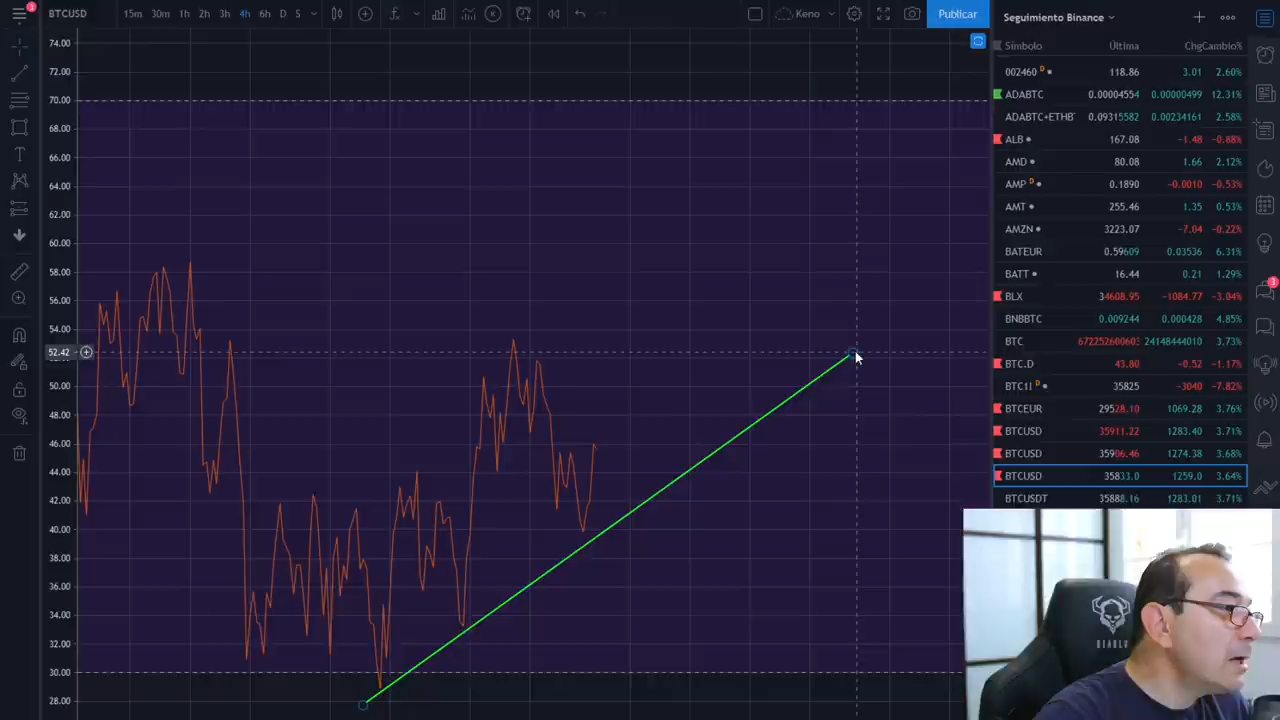 3
BTCUSD 15m 30m 1h 2h 3h 4h 6h D S Keno Publicar
Seguimiento Binance
Símbolo Última ChgCambio%
002460 D 118.86 3.01 2.60%
ADABTC 0.00004554 0.00000499 12.31%
ADABTC+ETHB 0.09315582 0.00234161 2.58%
ALB 167.08 -1.48 -0.88%
AMD 80.08 1.66 2.12%
AMP D 0.1890 -0.0010 -0.53%
AMT 255.46 1.35 0.53%
AMZN 3223.07 -7.04 -0.22%
BATEUR 0.59609 0.03536 6.31%
BATT 16.44 0.21 1.29%
BLX 34608.95 -1084.77 -3.04%
3
BNBBTC 0.009244 0.000428 4.85%
BTC 67225260603 24148444010 3.73%
BTC.D 43.80 -0.52 -1.17%
BTC1! D 35825 -3040 -7.82%
BTCEUR 29528.10 1069.28 3.76%
BTCUSD 35911.22 1283.40 3.71%
BTCUSD 35906.46 1274.38 3.68%
BTCUSD 35833.0 1259.0 3.64%
BTCUSDT 35888.16 1283.01 3.71%
74.00
72.00
70.00
68.00
66.00
64.00
62.00
60.00
58.00
56.00
54.00
52.42
50.00
48.00
46.00
44.00
42.00
40.00
38.00
36.00
34.00
32.00
30.00
28.00
DIABLO